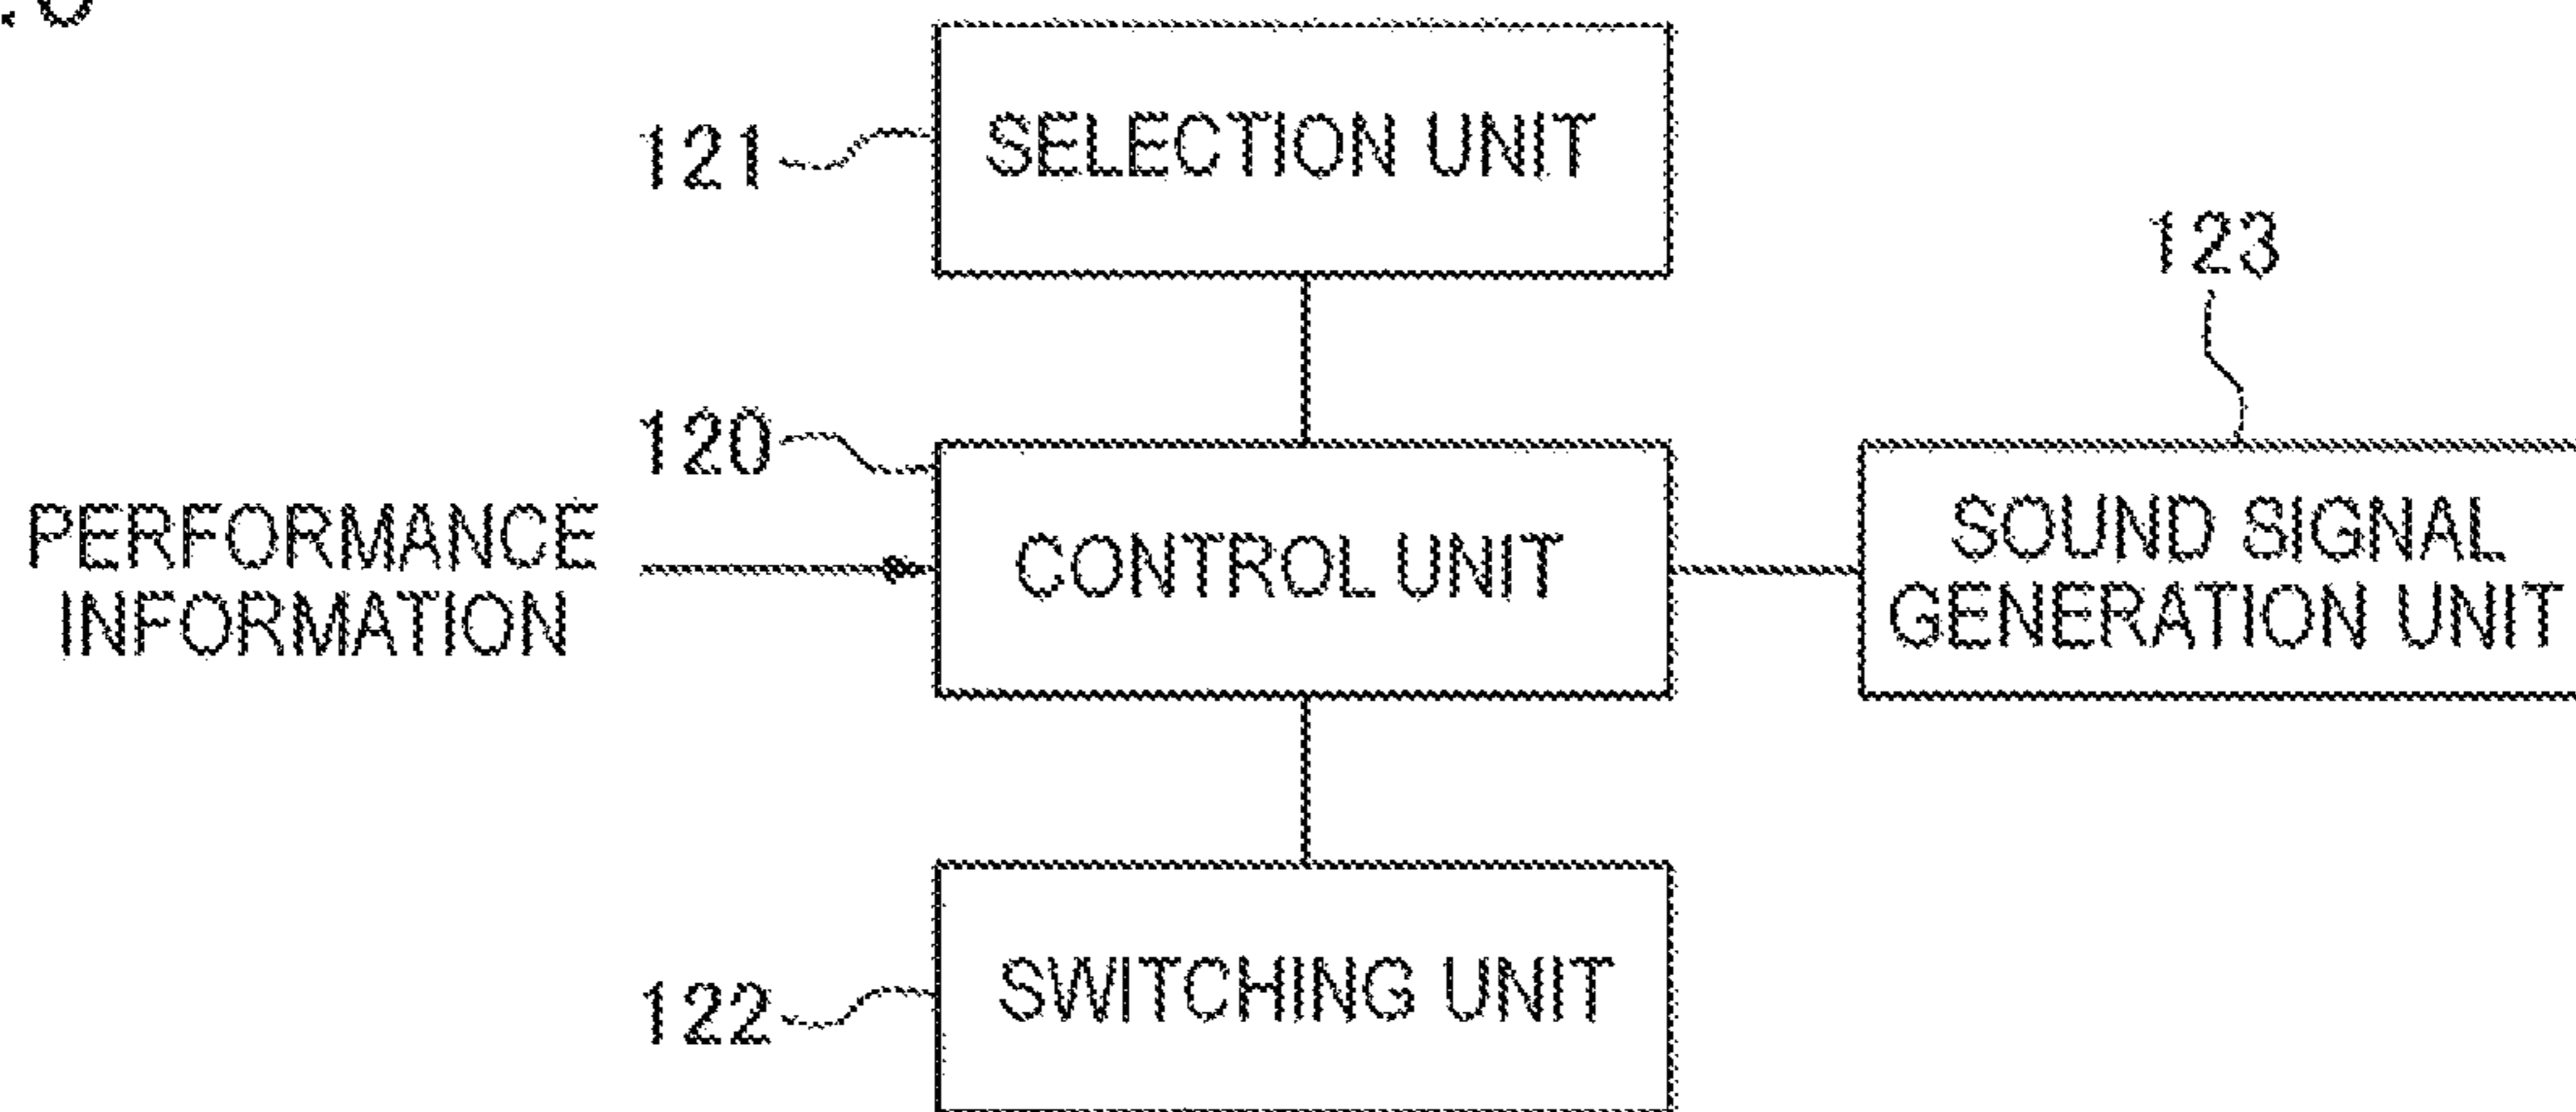 121
SELECTION UNIT
123
120
PERFORMANCE
INFORMATION
CONTROL UNIT
SOUND SIGNAL
GENERATION UNIT
122
SWITCHING UNIT